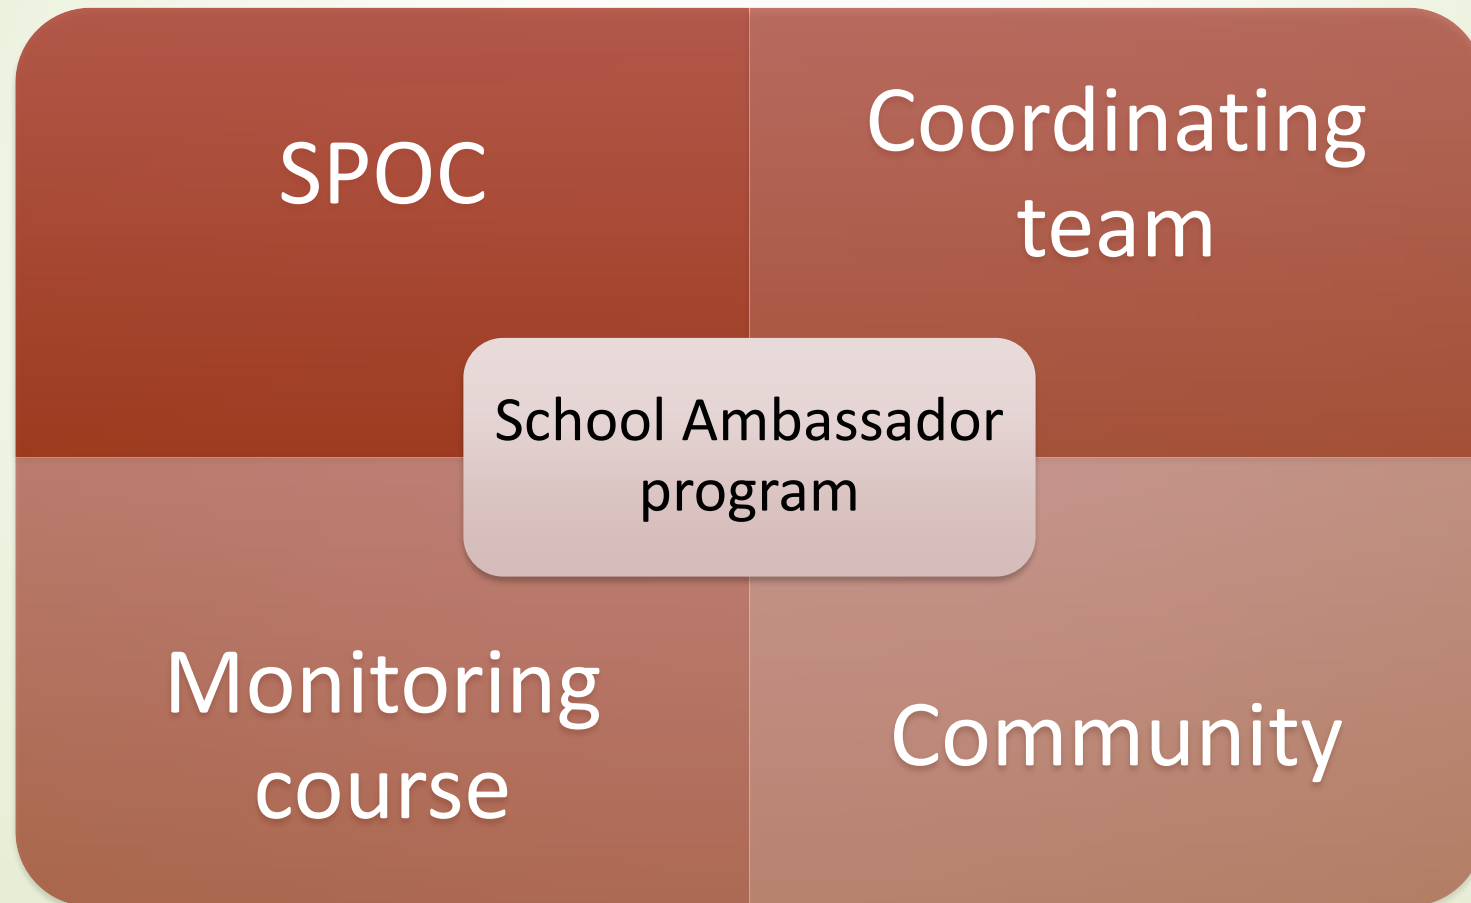 SPOC
Coordinating
team
School Ambassador
program
Monitoring
course
Community